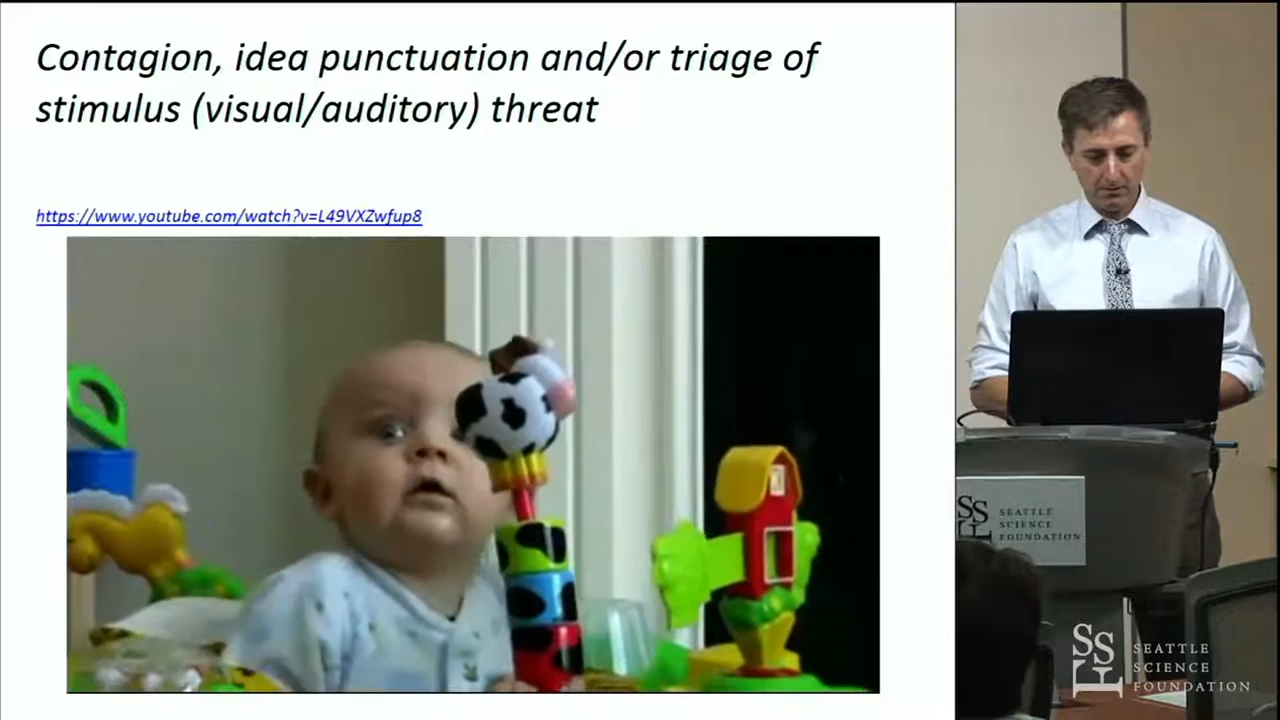 Contagion, idea punctuation and/or triage of
stimulus (visual/auditory) threat
https://www.youtube.com/watch?v=L49VXZwfup8
SEATTLE
SCIENCE
FOUNDATION
SEATTLE
SCIENCE
FOUNDATION